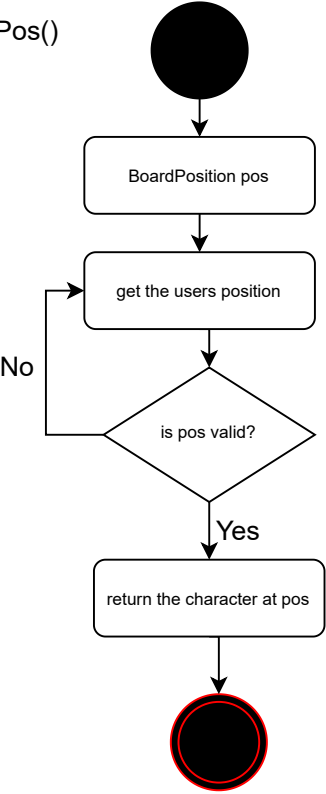 Pos()
BoardPosition pos
get the users position
No
is pos valid?
Yes
return the character at pos